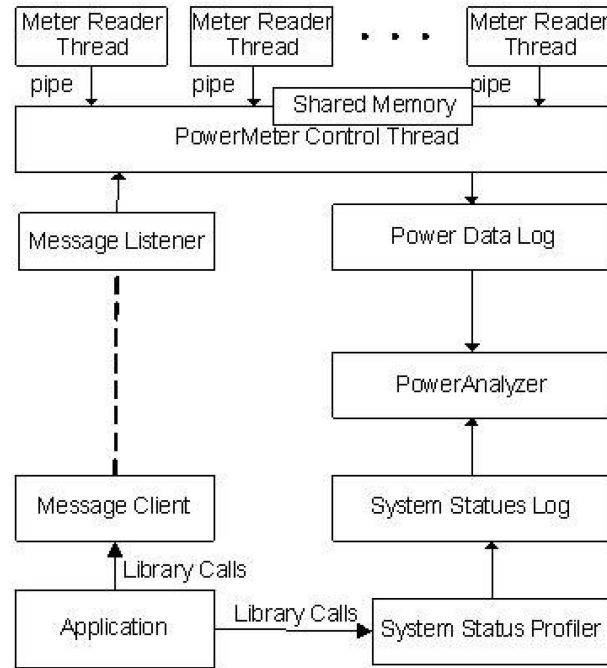 Meter Reader
Thread
Meter Reader
Thread
Meter Reader
Thread
pipe
pipe
pipe
Shared Memory
PowerMeter Control Thread
Message Listener
Power Data Log
PowerAnalyzer
Message Client
System Statues Log
Library Calls
Application
Library Calls
System Status Profiler